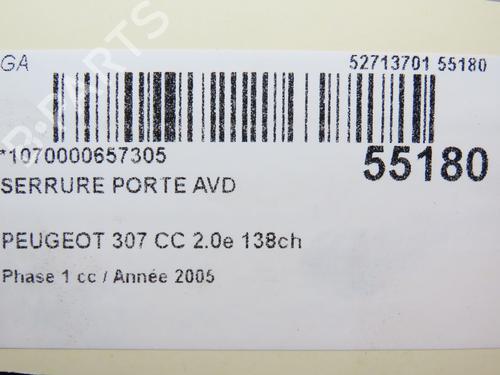 GA
52713701 55180
*1070000657305
55180
SERRURE PORTE AVD
PEUGEOT 307 CC 2.0e 138ch
Phase 1 cc / Année 2005